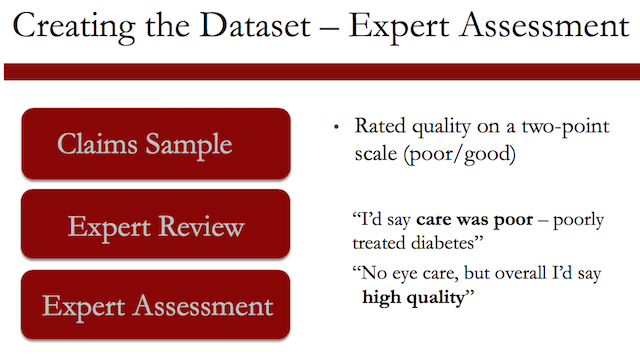 Creating the Dataset – Expert Assessment
Claims Sample
Expert Review
Expert Assessment
• Rated quality on a two-point
scale (poor/good)
“I’d say care was poor – poorly
treated diabetes”
“No eye care, but overall I’d say
high quality”